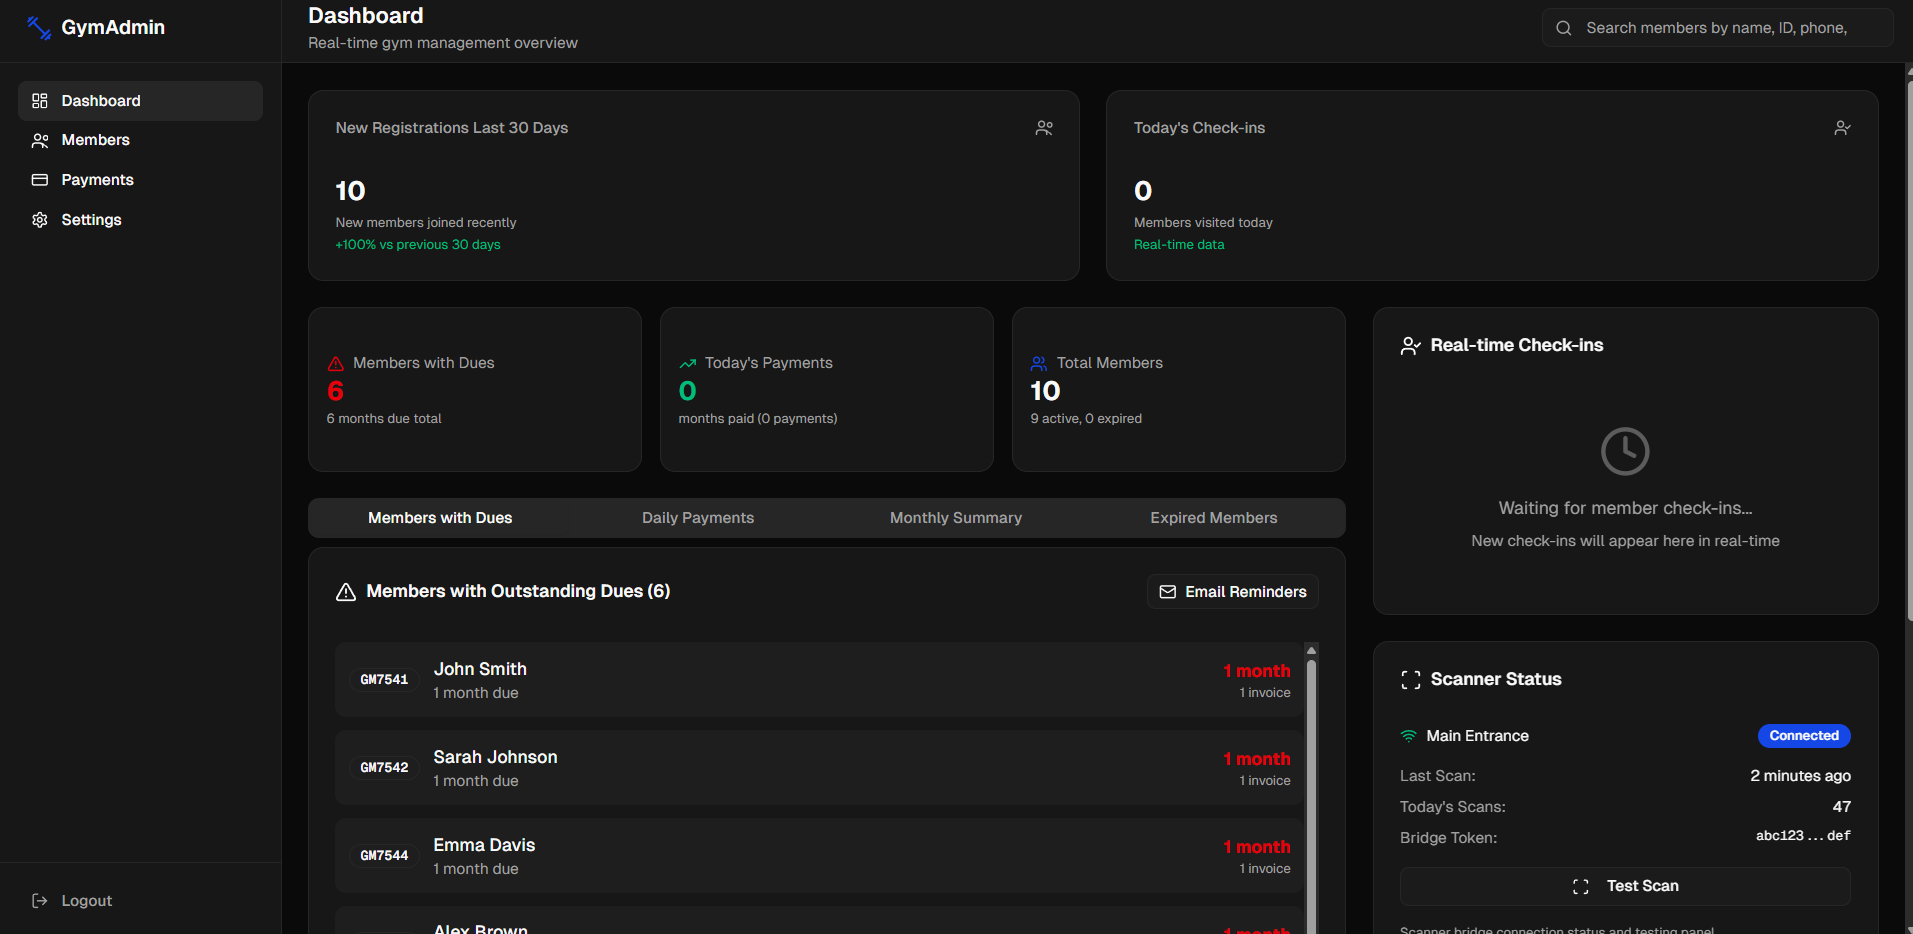 GymAdmin
Dashboard
Members
Payments
Settings
Logout
Dashboard
Real-time gym management overview
Search members by name, ID, phone,
New Registrations Last 30 Days
10
New members joined recently
+100% vs previous 30 days
Today's Check-ins
0
Members visited today
Real-time data
Members with Dues
6
6 months due total
Today's Payments
0
months paid (0 payments)
Total Members
10
9 active, 0 expired
Members with Dues
Daily Payments
Monthly Summary
Expired Members
Members with Outstanding Dues (6)
Email Reminders
GM7541
John Smith
1 month due
1 month
1 invoice
GM7542
Sarah Johnson
1 month due
1 month
1 invoice
GM7544
Emma Davis
1 month due
1 month
1 invoice
Alex Brown
1 month
Real-time Check-ins
Waiting for member check-ins...
New check-ins will appear here in real-time
Scanner Status
Main Entrance
Connected
Last Scan:
2 minutes ago
Today's Scans:
47
Bridge Token:
abc123...def
Test Scan
Scanner bridge connection status and testing panel